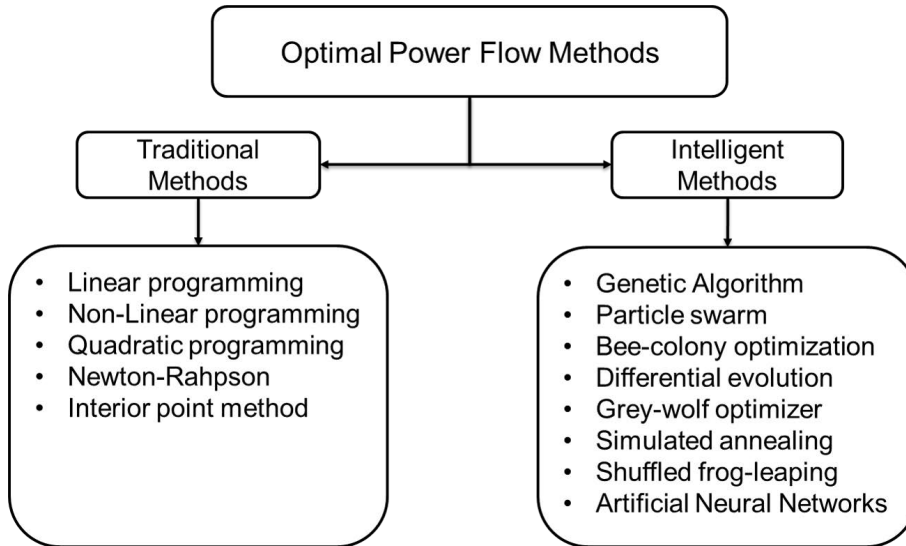 Optimal Power Flow Methods
Traditional
Methods
Intelligent
Methods
• Linear programming
• Non-Linear programming
• Quadratic programming
• Newton-Rahpson
• Interior point method
• Genetic Algorithm
• Particle swarm
• Bee-colony optimization
• Differential evolution
• Grey-wolf optimizer
• Simulated annealing
• Shuffled frog-leaping
• Artificial Neural Networks